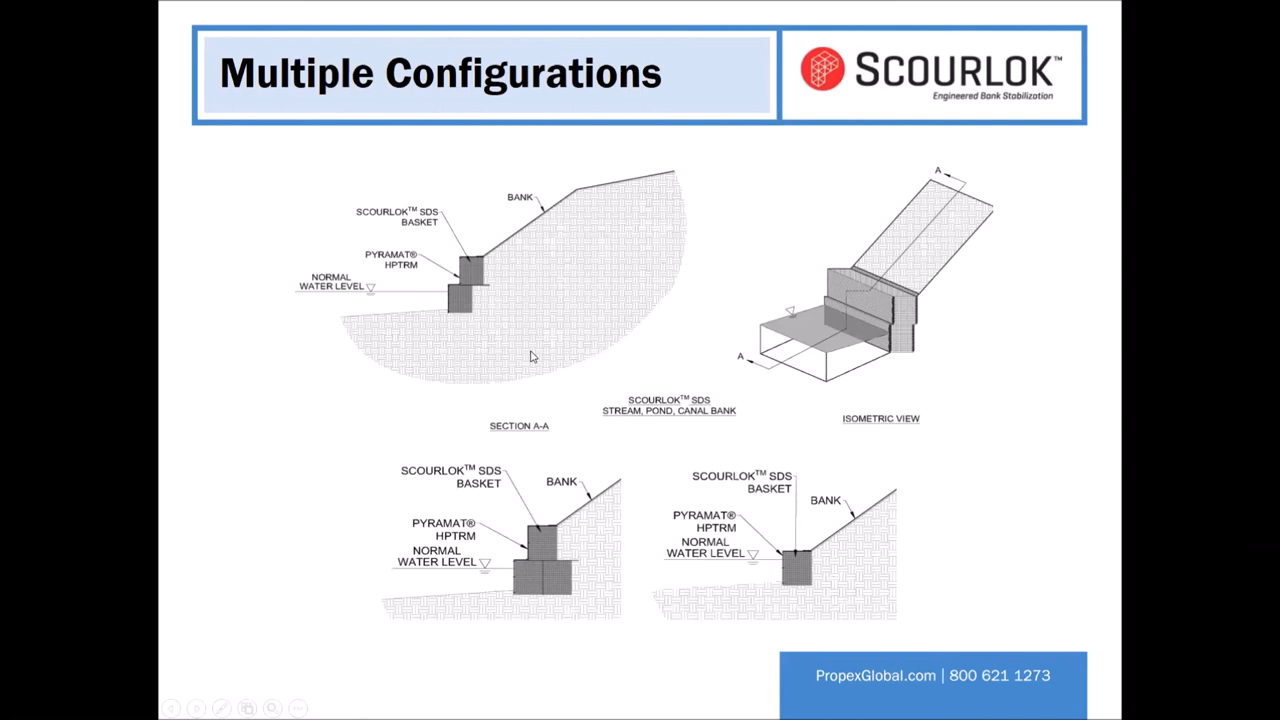 Multiple Configurations
SCOURLOK™
Engineered Bank Stabilization
BANK
SCOURLOK™ SDS
BASKET
PYRAMAT®
HPTRM
NORMAL
WATER LEVEL
A
A
SCOURLOK™ SDS
STREAM, POND, CANAL BANK
SECTION A-A
ISOMETRIC VIEW
SCOURLOK™ SDS
BASKET
BANK
PYRAMAT®
HPTRM
NORMAL
WATER LEVEL
SCOURLOK™ SDS
BASKET
BANK
PYRAMAT®
HPTRM
NORMAL
WATER LEVEL
PropexGlobal.com | 800 621 1273